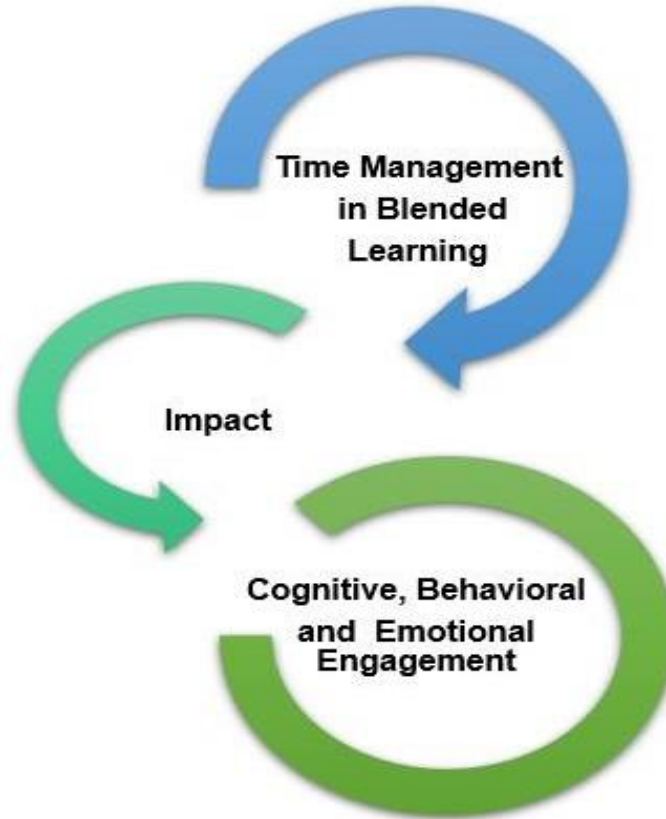 Time Management
in Blended
Learning
Impact
Cognitive, Behavioral
and Emotional
Engagement